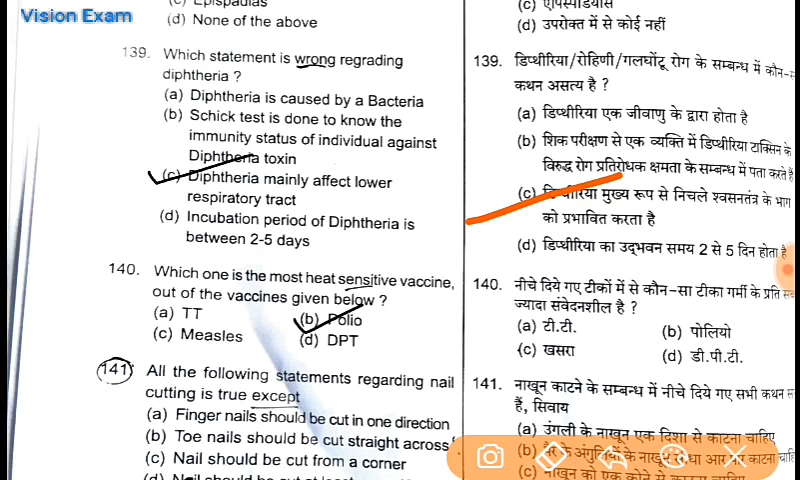 Vision Exam
(c) Epispadias
(d) None of the above
139. Which statement is wrong regrading
diphtheria ?
(a) Diphtheria is caused by a Bacteria
(b) Schick test is done to know the
immunity status of individual against
Diphtheria toxin
(c) Diphtheria mainly affect lower
respiratory tract
(d) Incubation period of Diphtheria is
between 2-5 days
140. Which one is the most heat sensitive vaccine,
out of the vaccines given below ?
(a) TT (b) Polio
(c) Measles (d) DPT
141. All the following statements regarding nail
cutting is true except
(a) Finger nails should be cut in one direction
(b) Toe nails should be cut straight across
(c) Nail should be cut from a corner
(c) एपिस्पाडियास
(d) उपरोक्त में से कोई नहीं
139. डिप्थीरिया/रोहिणी/गलघोंटू रोग के सम्बन्ध में
कथन असत्य है ?
(a) डिप्थीरिया एक जीवाणु के द्वारा होता है
(b) शिक परीक्षण से एक व्यक्ति में डिप्थीरिया टाक्सिन के
विरुद्ध रोग प्रतिरोधक क्षमता के सम्बन्ध में पता करते हैं
(c) डिप्थीरिया मुख्य रूप से निचले श्वसनतंत्र के भाग
को प्रभावित करता है
(d) डिप्थीरिया का उद्‌भवन समय 2 से 5 दिन होता है
140. नीचे दिये गए टीकों में से कौन-सा टीका गर्मी के प्रति
ज्यादा संवेदनशील है ?
(a) टी.टी. (b) पोलियो
(c) खसरा (d) डी.पी.टी.
141. नाखून काटने के सम्बन्ध में नीचे दिये गए सभी कथन
हैं, सिवाय
(a) उंगली के नाखून एक दिशा से काटना चाहिए
(b) पैर के अंगुलियों के नाखून काटना
(c) नाखून को एक कोने से काटना चाहिए